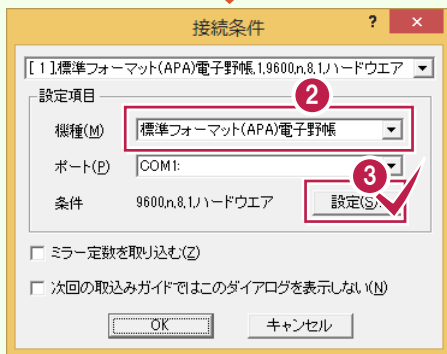 接続条件
? ×
[ 1 ]標準フォーマット(APA)電子野帳,1,9600,n,8,1,ハードウエア
設定項目
2
機種(M) 標準フォーマット(APA)電子野帳
ポート(P) COM1:
3
条件 9600,n,8,1,ハードウエア 設定(S)
ミラー定数を取り込む(Z)
次回の取込みガイドではこのダイアログを表示しない(N)
OK キャンセル